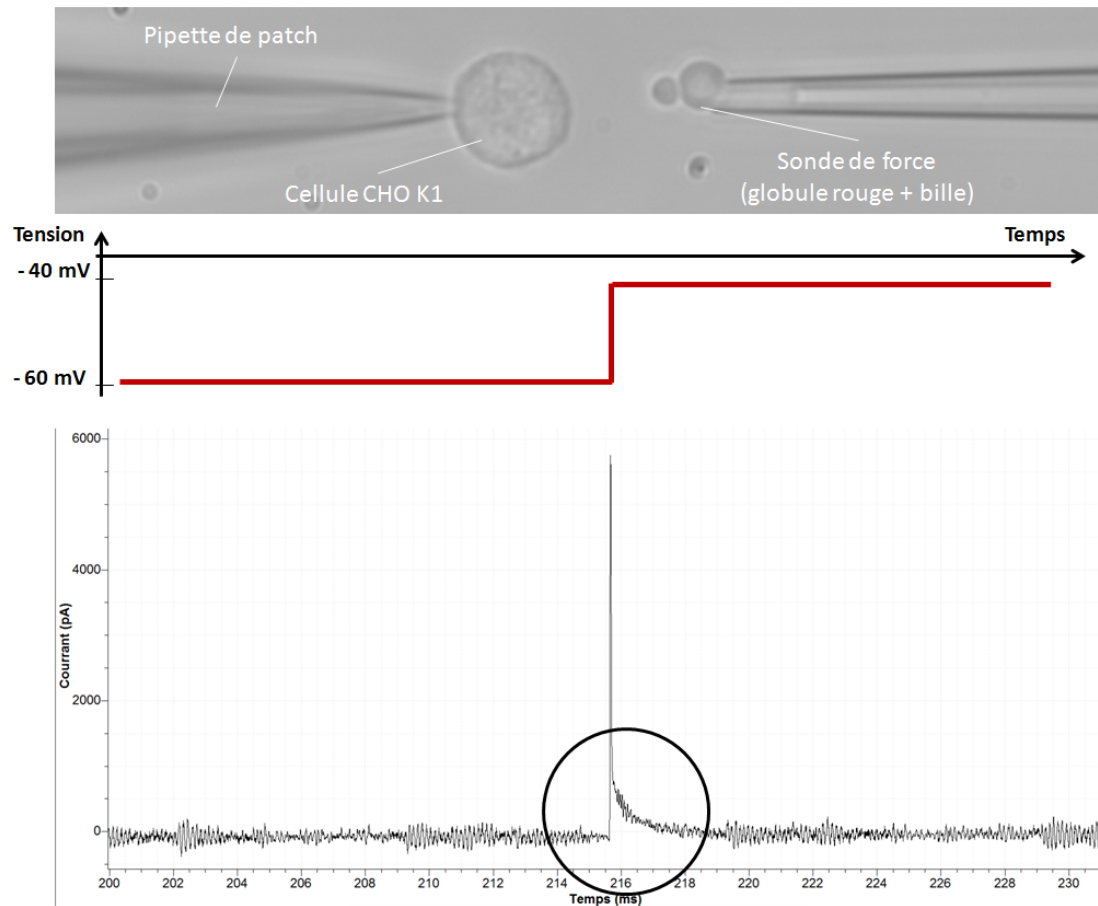 Pipette de patch
Cellule CHO K1
Sonde de force
(globule rouge + bille)
Tension
Temps
- 40 mV
- 60 mV
6000
4000
2000
0
Courrant (pA)
200 202 204 206 208 210 212 214 216 218 220 222 224 226 228 230
Temps (ms)